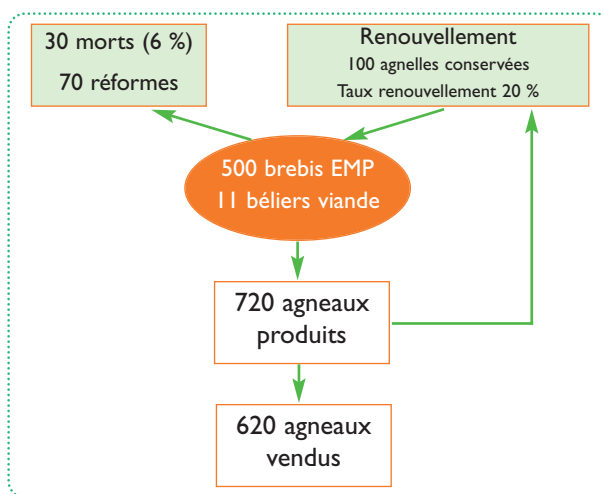 30 morts (6 %)
70 réformes
Renouvellement
100 agnelles conservées
Taux renouvellement 20 %
500 brebis EMP
11 béliers viande
720 agneaux
produits
620 agneaux
vendus